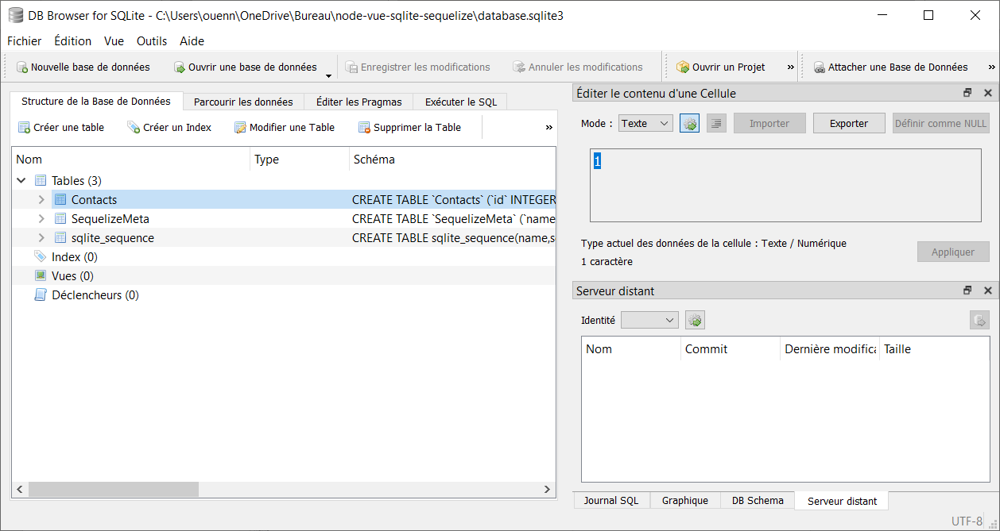 DB Browser for SQLite - C:\Users\ouenn\OneDrive\Bureau\node-vue-sqlite-sequelize\database.sqlite3
Fichier Édition Vue Outils Aide
Nouvelle base de données Ouvrir une base de données Enregistrer les modifications Annuler les modifications Ouvrir un Projet » Attacher une Base de Données »
Structure de la Base de Données Parcourir les données Éditer les Pragmas Exécuter le SQL
Créer une table Créer un Index Modifier une Table Supprimer la Table »
Nom Type Schéma
Tables (3)
Contacts CREATE TABLE `Contacts` (`id` INTEGER
SequelizeMeta CREATE TABLE `SequelizeMeta` (`name
sqlite_sequence CREATE TABLE sqlite_sequence(name,s
Index (0)
Vues (0)
Déclencheurs (0)
Éditer le contenu d'une Cellule
Mode : Texte Importer Exporter Définir comme NULL
1
Type actuel des données de la cellule : Texte / Numérique
1 caractère
Appliquer
Serveur distant
Identité
Nom Commit Dernière modifica Taille
Journal SQL Graphique DB Schema Serveur distant
UTF-8